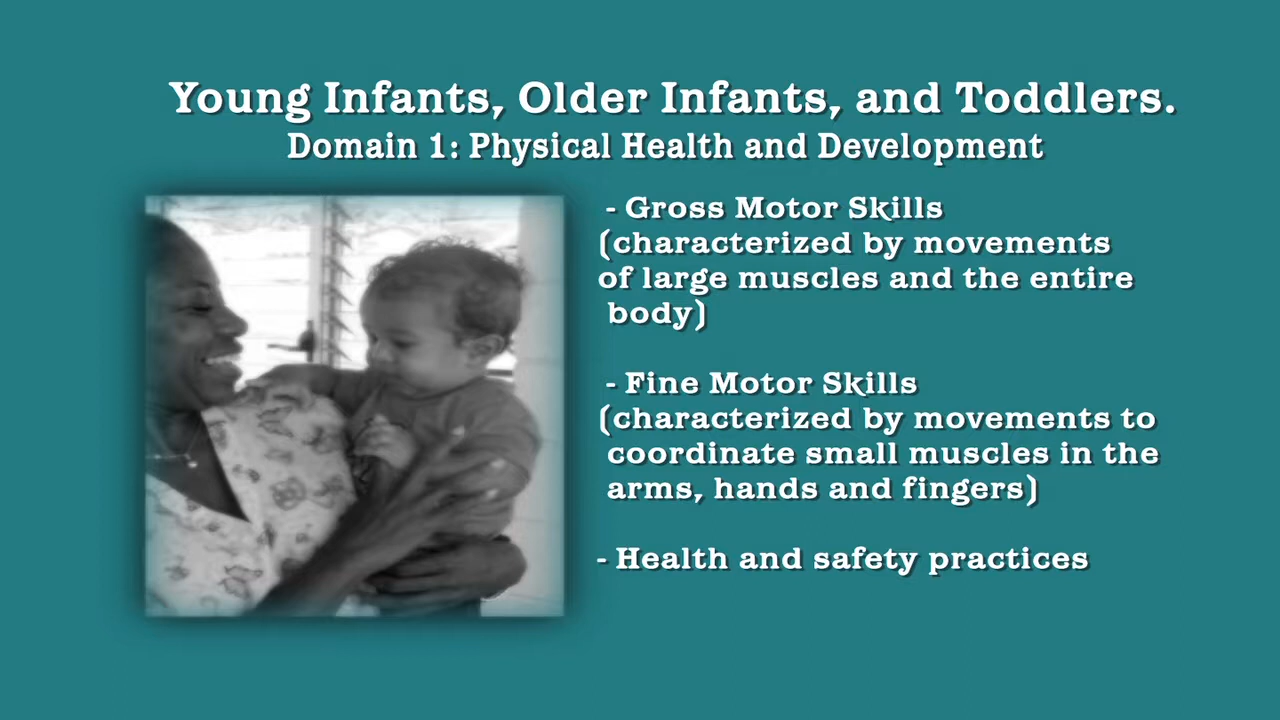 Young Infants, Older Infants, and Toddlers.
Domain 1: Physical Health and Development
- Gross Motor Skills
(characterized by movements
of large muscles and the entire
body)
- Fine Motor Skills
(characterized by movements to
coordinate small muscles in the
arms, hands and fingers)
- Health and safety practices